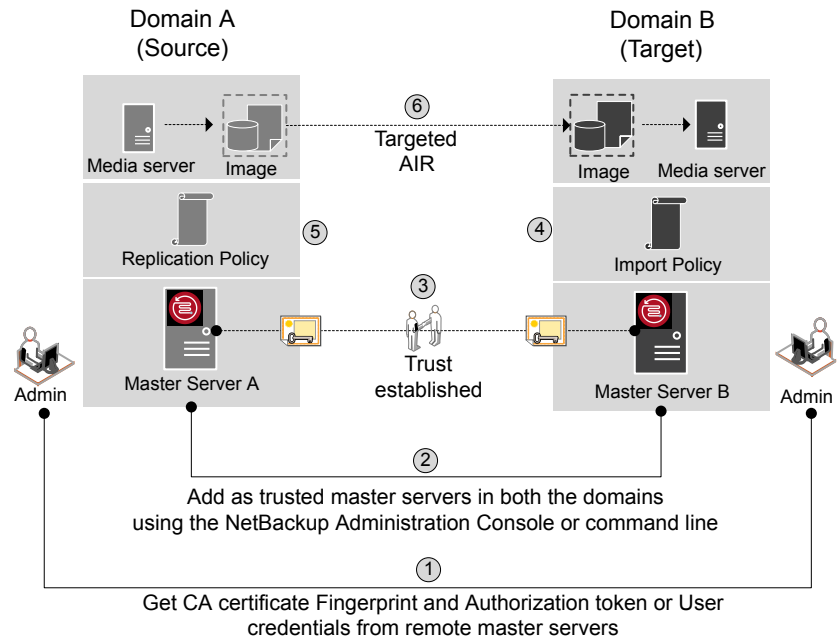 Domain A
(Source)
Domain B
(Target)
6
Targeted
AIR
Media server
Image
Image
Media server
5
4
Replication Policy
Import Policy
3
Trust
established
Master Server A
Master Server B
Admin
Admin
2
Add as trusted master servers in both the domains
using the NetBackup Administration Console or command line
1
Get CA certificate Fingerprint and Authorization token or User
credentials from remote master servers